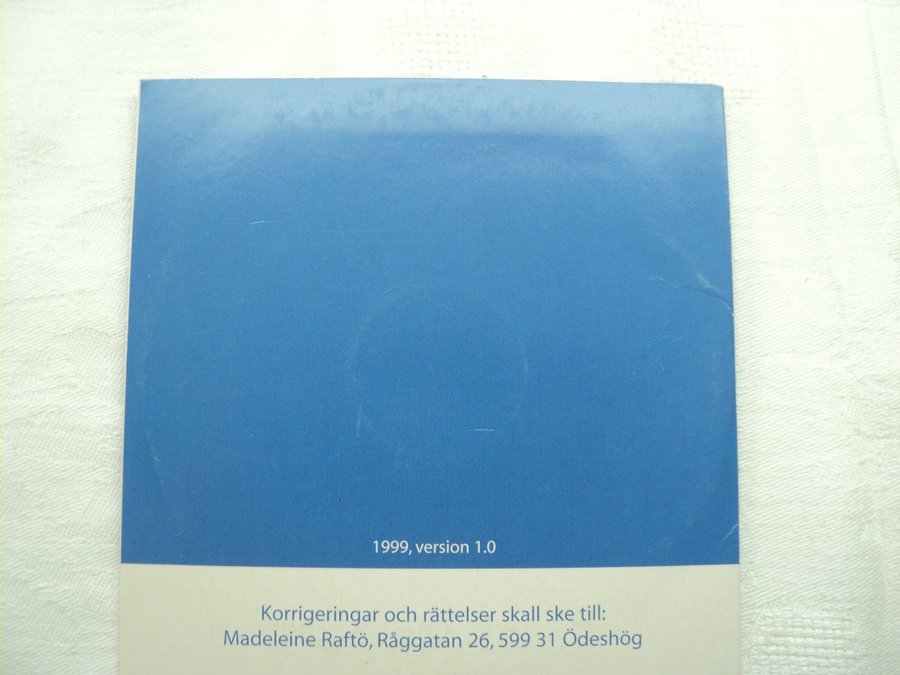 1999, version 1.0
Korrigeringar och rättelser skall ske till:
Madeleine Raftö, Råggatan 26, 599 31 Ödeshög